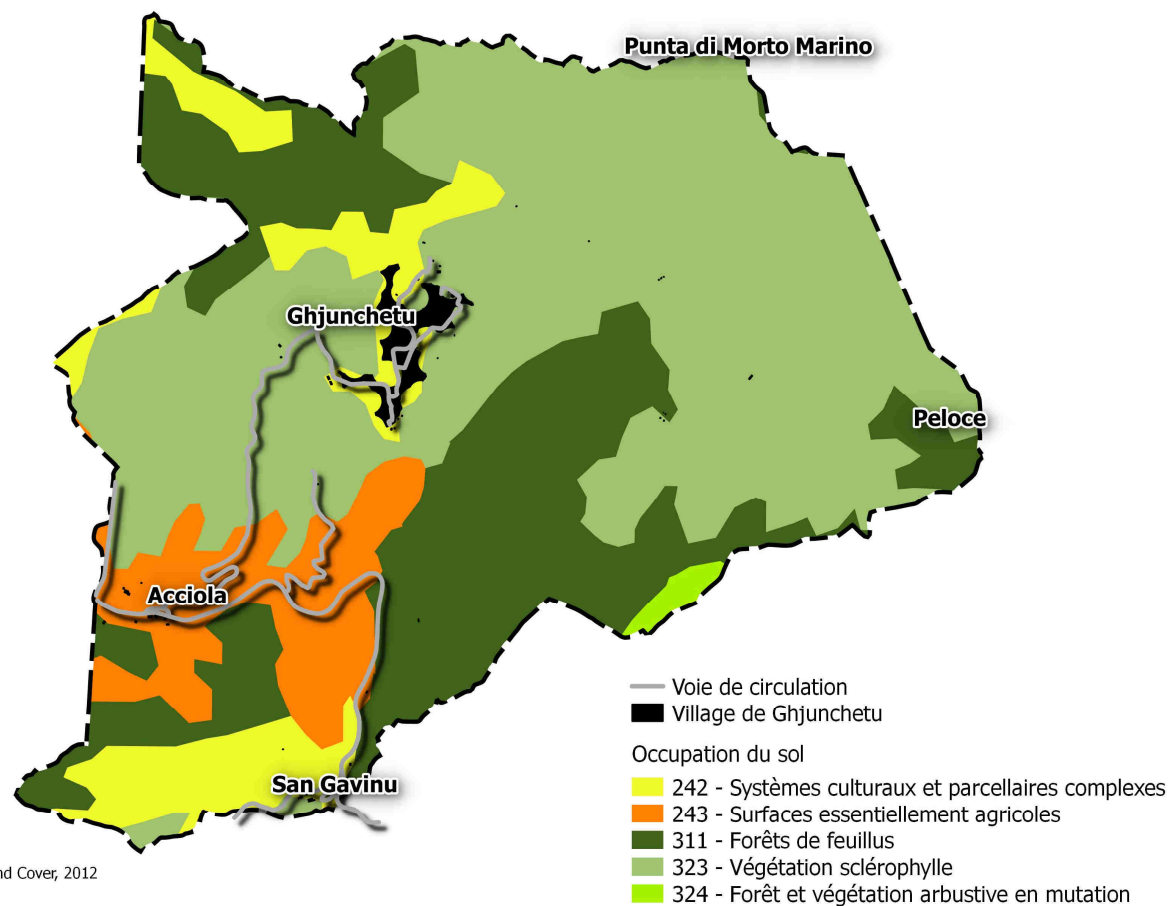 Punta di Morto Marino
Ghjunchetu
Peloce
Acciola
San Gavinu
Voie de circulation
Village de Ghjunchetu
Occupation du sol
242 - Systèmes culturaux et parcellaires complexes
243 - Surfaces essentiellement agricoles
311 - Forêts de feuillus
323 - Végétation sclérophylle
324 - Forêt et végétation arbustive en mutation
nd Cover, 2012